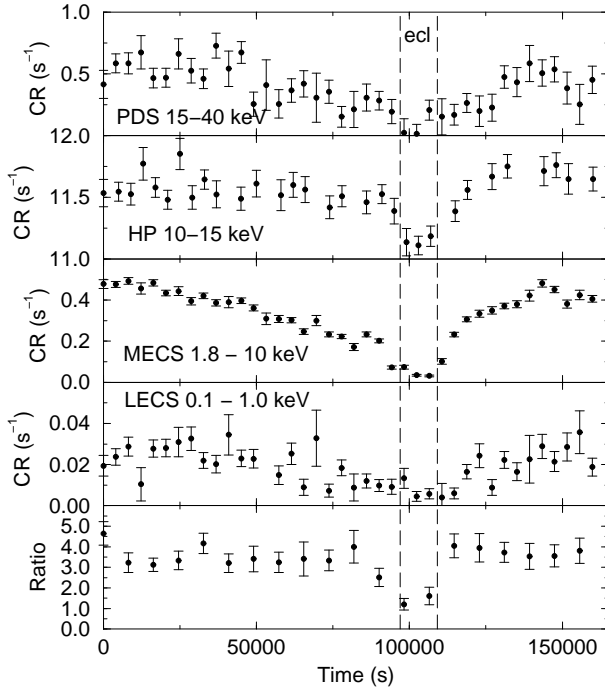 1.0
ecl
CR (s⁻¹)
0.5
PDS 15–40 keV
12.0
CR (s⁻¹)
11.5
HP 10–15 keV
11.0
CR (s⁻¹)
0.4
0.2
MECS 1.8 – 10 keV
0.0
LECS 0.1 – 1.0 keV
CR (s⁻¹)
0.04
0.02
0.00
Ratio
5.0
4.0
3.0
2.0
1.0
0.0
0 50000 100000 150000
Time (s)